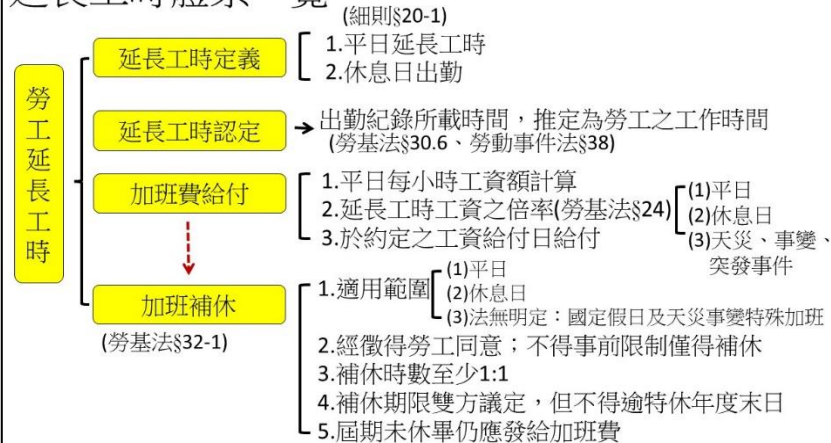 (細則§20-1)
勞工延長工時
延長工時定義
1.平日延長工時
2.休息日出勤
延長工時認定
出勤紀錄所載時間，推定為勞工之工作時間
(勞基法§30.6、勞動事件法§38)
加班費給付
1.平日每小時工資額計算
2.延長工時工資之倍率(勞基法§24)
(1)平日
(2)休息日
(3)天災、事變、
突發事件
3.於約定之工資給付日給付
加班補休
(勞基法§32-1)
1.適用範圍
(1)平日
(2)休息日
(3)法無明定：國定假日及天災事變特殊加班
2.經徵得勞工同意；不得事前限制僅得補休
3.補休時數至少1:1
4.補休期限雙方議定，但不得逾特休年度末日
5.屆期未休畢仍應發給加班費